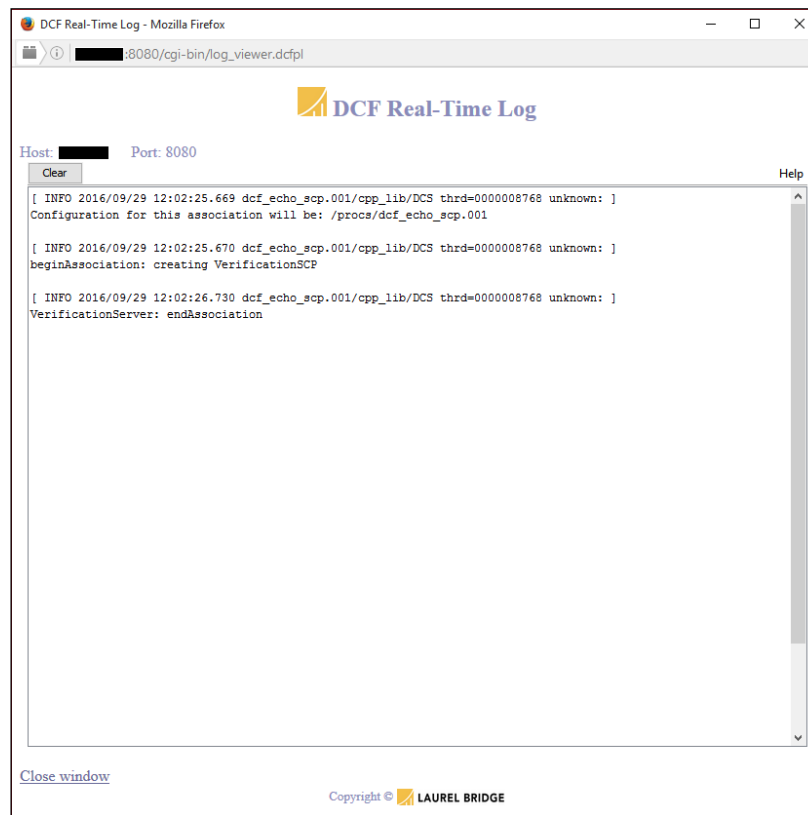 DCF Real-Time Log - Mozilla Firefox
:8080/cgi-bin/log_viewer.dcfpl
DCF Real-Time Log
Host: Port: 8080
Clear Help
[ INFO 2016/09/29 12:02:25.669 dcf_echo_scp.001/cpp_lib/DCS thrd=0000008768 unknown: ]
Configuration for this association will be: /procs/dcf_echo_scp.001
[ INFO 2016/09/29 12:02:25.670 dcf_echo_scp.001/cpp_lib/DCS thrd=0000008768 unknown: ]
beginAssociation: creating VerificationSCP
[ INFO 2016/09/29 12:02:26.730 dcf_echo_scp.001/cpp_lib/DCS thrd=0000008768 unknown: ]
VerificationServer: endAssociation
Close window
Copyright © LAUREL BRIDGE